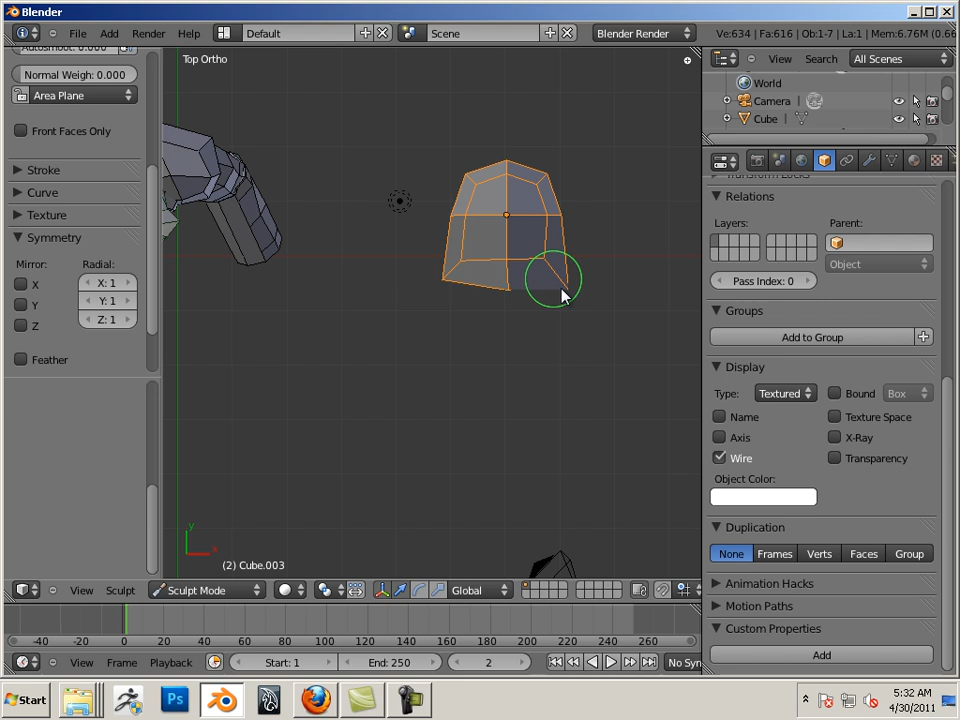 Blender
File Add Render Help Default Scene Blender Render Ve:634 | Fa:616 | Ob:1-7 | La:1 | Mem:6.76M (0.66
Autosmooth: 0.000
Normal Weigh: 0.000
Area Plane
Front Faces Only
Stroke
Curve
Texture
Symmetry
Mirror: Radial:
X X: 1
Y Y: 1
Z Z: 1
Feather
Top Ortho
y
x
(2) Cube.003
View Search All Scenes
World
Camera
Cube
Transform Locks
Relations
Layers: Parent:
Object
Pass Index: 0
Groups
Add to Group
Display
Type: Textured Bound Box
Name Texture Space
Axis X-Ray
Wire Transparency
Object Color:
Duplication
None Frames Verts Faces Group
Animation Hacks
Motion Paths
Custom Properties
Add
View Sculpt Sculpt Mode Global
-40 -20 0 20 40 60 80 100 120 140 160 180 200 220 240 260
View Frame Playback Start: 1 End: 250 2 No Syn
Start Ps 5:32 AM
4/30/2011